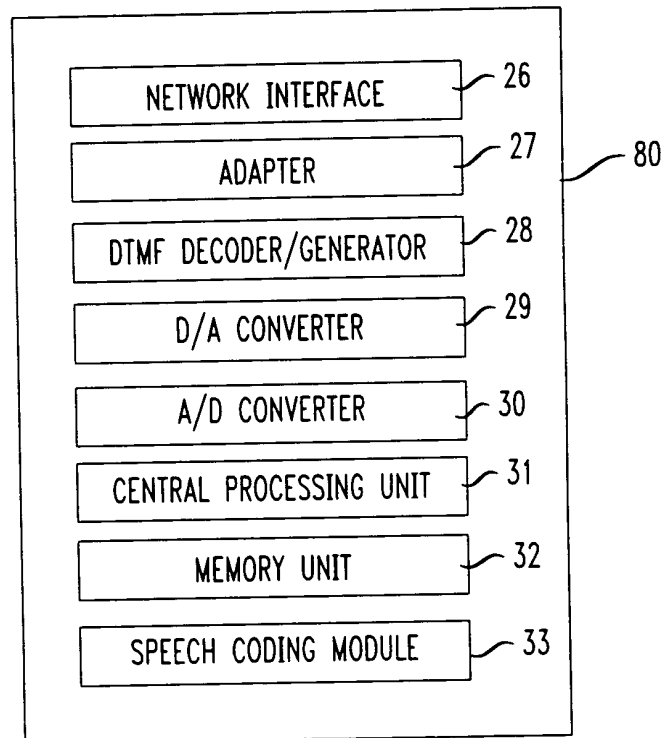 NETWORK INTERFACE 26
ADAPTER 27
80
DTMF DECODER/GENERATOR 28
D/A CONVERTER 29
A/D CONVERTER 30
CENTRAL PROCESSING UNIT 31
MEMORY UNIT 32
SPEECH CODING MODULE 33